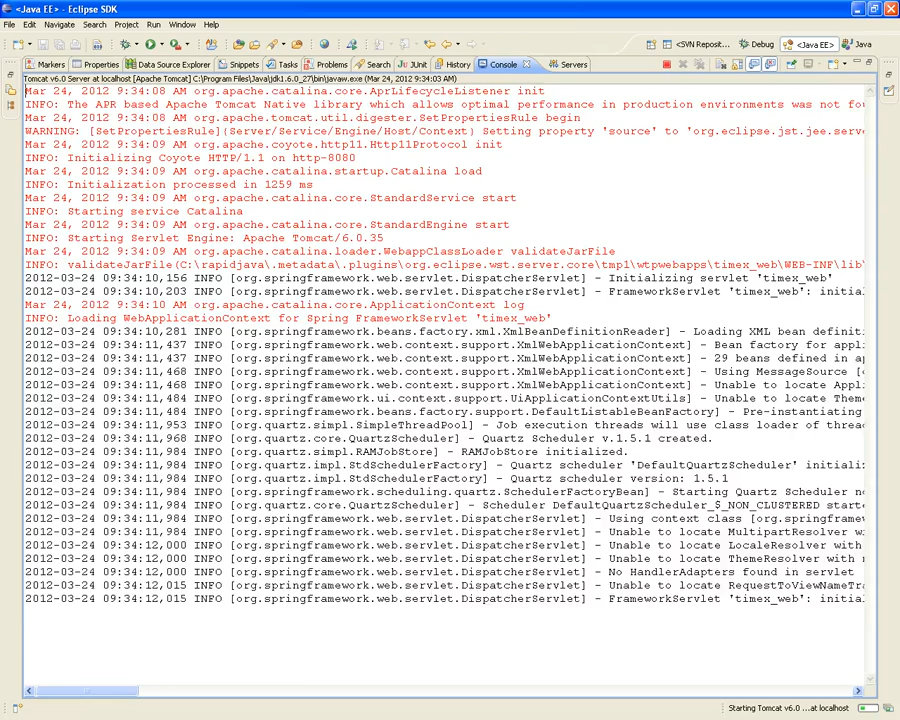 <Java EE> - Eclipse SDK
File Edit Navigate Search Project Run Window Help
<SVN Reposit... Debug <Java EE> Java
Markers Properties Data Source Explorer Snippets Tasks Problems JUnit Search History Console Servers
Tomcat v6.0 Server at localhost [Apache Tomcat] C:\Program Files\Java\jdk1.6.0_27\bin\javaw.exe (Mar 24, 2012 9:34:03 AM)
Mar 24, 2012 9:34:08 AM org.apache.catalina.core.AprLifecycleListener init
INFO: The APR based Apache Tomcat Native library which allows optimal performance in production environments was not fou
Mar 24, 2012 9:34:08 AM org.apache.tomcat.util.digester.SetPropertiesRule begin
WARNING: [SetPropertiesRule]{Server/Service/Engine/Host/Context} Setting property 'source' to 'org.eclipse.jst.jee.serve
Mar 24, 2012 9:34:09 AM org.apache.coyote.http11.Http11Protocol init
INFO: Initializing Coyote HTTP/1.1 on http-8080
Mar 24, 2012 9:34:09 AM org.apache.catalina.startup.Catalina load
INFO: Initialization processed in 1259 ms
Mar 24, 2012 9:34:09 AM org.apache.catalina.core.StandardService start
INFO: Starting service Catalina
Mar 24, 2012 9:34:09 AM org.apache.catalina.core.StandardEngine start
INFO: Starting Servlet Engine: Apache Tomcat/6.0.35
Mar 24, 2012 9:34:09 AM org.apache.catalina.loader.WebappClassLoader validateJarFile
INFO: validateJarFile(C:\rapidjava\.metadata\.plugins\org.eclipse.wst.server.core\tmp1\wtpwebapps\timex_web\WEB-INF\lib\
2012-03-24 09:34:10,156 INFO [org.springframework.web.servlet.DispatcherServlet] - Initializing servlet 'timex_web'
2012-03-24 09:34:10,203 INFO [org.springframework.web.servlet.DispatcherServlet] - FrameworkServlet 'timex_web': initial
Mar 24, 2012 9:34:10 AM org.apache.catalina.core.ApplicationContext log
INFO: Loading WebApplicationContext for Spring FrameworkServlet 'timex_web'
2012-03-24 09:34:10,281 INFO [org.springframework.beans.factory.xml.XmlBeanDefinitionReader] - Loading XML bean definiti
2012-03-24 09:34:11,437 INFO [org.springframework.web.context.support.XmlWebApplicationContext] - Bean factory for appli
2012-03-24 09:34:11,437 INFO [org.springframework.web.context.support.XmlWebApplicationContext] - 29 beans defined in ap
2012-03-24 09:34:11,468 INFO [org.springframework.web.context.support.XmlWebApplicationContext] - Using MessageSource [o
2012-03-24 09:34:11,468 INFO [org.springframework.web.context.support.XmlWebApplicationContext] - Unable to locate Appli
2012-03-24 09:34:11,484 INFO [org.springframework.ui.context.support.UiApplicationContextUtils] - Unable to locate Theme
2012-03-24 09:34:11,484 INFO [org.springframework.beans.factory.support.DefaultListableBeanFactory] - Pre-instantiating
2012-03-24 09:34:11,953 INFO [org.quartz.simpl.SimpleThreadPool] - Job execution threads will use class loader of thread
2012-03-24 09:34:11,968 INFO [org.quartz.core.QuartzScheduler] - Quartz Scheduler v.1.5.1 created.
2012-03-24 09:34:11,984 INFO [org.quartz.simpl.RAMJobStore] - RAMJobStore initialized.
2012-03-24 09:34:11,984 INFO [org.quartz.impl.StdSchedulerFactory] - Quartz scheduler 'DefaultQuartzScheduler' initializ
2012-03-24 09:34:11,984 INFO [org.quartz.impl.StdSchedulerFactory] - Quartz scheduler version: 1.5.1
2012-03-24 09:34:11,984 INFO [org.springframework.scheduling.quartz.SchedulerFactoryBean] - Starting Quartz Scheduler no
2012-03-24 09:34:11,984 INFO [org.quartz.core.QuartzScheduler] - Scheduler DefaultQuartzScheduler_$_NON_CLUSTERED starte
2012-03-24 09:34:11,984 INFO [org.springframework.web.servlet.DispatcherServlet] - Using context class [org.springframew
2012-03-24 09:34:11,984 INFO [org.springframework.web.servlet.DispatcherServlet] - Unable to locate MultipartResolver wi
2012-03-24 09:34:12,000 INFO [org.springframework.web.servlet.DispatcherServlet] - Unable to locate LocaleResolver with
2012-03-24 09:34:12,000 INFO [org.springframework.web.servlet.DispatcherServlet] - Unable to locate ThemeResolver with n
2012-03-24 09:34:12,000 INFO [org.springframework.web.servlet.DispatcherServlet] - No HandlerAdapters found in servlet
2012-03-24 09:34:12,015 INFO [org.springframework.web.servlet.DispatcherServlet] - Unable to locate RequestToViewNameTra
2012-03-24 09:34:12,015 INFO [org.springframework.web.servlet.DispatcherServlet] - FrameworkServlet 'timex_web': initial
Starting Tomcat v6.0 ...at localhost